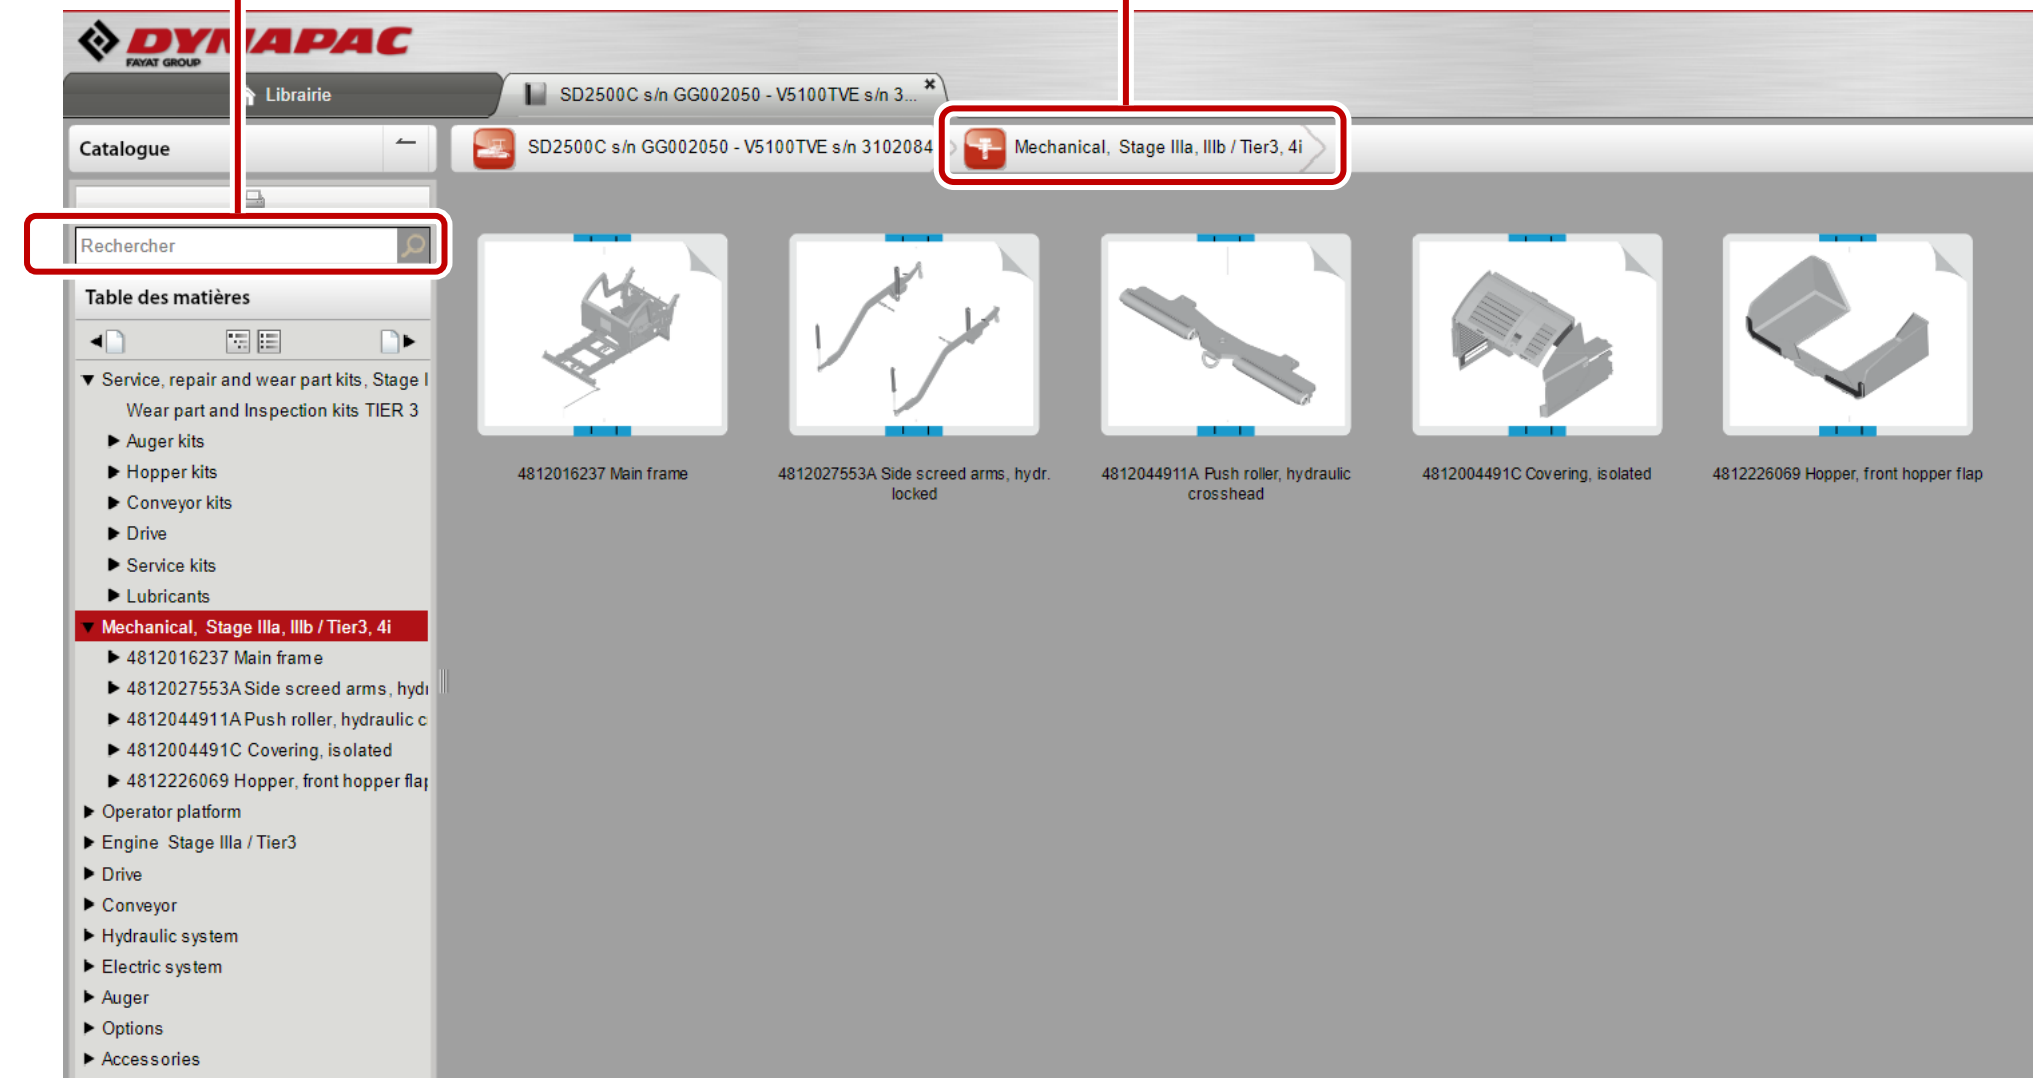 DYNAPAC
FAYAT GROUP
Librairie
SD2500C s/n GG002050 - V5100TVE s/n 3...
Catalogue
SD2500C s/n GG002050 - V5100TVE s/n 3102084
Mechanical, Stage IIIa, IIIb / Tier3, 4i
Rechercher
Table des matières
Service, repair and wear part kits, Stage I
Wear part and Inspection kits TIER 3
Auger kits
Hopper kits
Conveyor kits
Drive
Service kits
Lubricants
Mechanical, Stage IIIa, IIIb / Tier3, 4i
4812016237 Main frame
4812027553A Side screed arms, hyd
4812044911A Push roller, hydraulic c
4812004491C Covering, isolated
4812226069 Hopper, front hopper flap
Operator platform
Engine Stage IIIa / Tier3
Drive
Conveyor
Hydraulic system
Electric system
Auger
Options
Accessories
4812016237 Main frame
4812027553A Side screed arms, hydr.
locked
4812044911A Push roller, hydraulic
crosshead
4812004491C Covering, isolated
4812226069 Hopper, front hopper flap